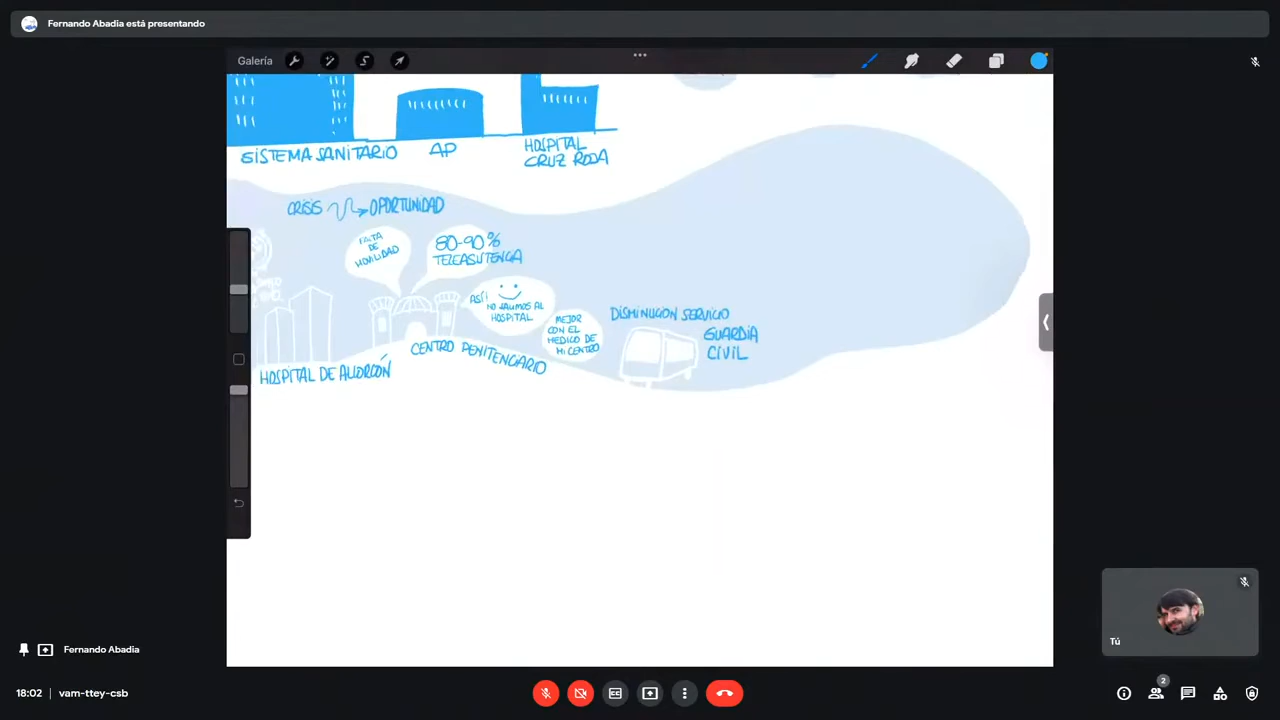 Fernando Abadia está presentando
Galería
SISTEMA SANITARIO
AP
HOSPITAL
CRUZ ROJA
CRISIS
OPORTUNIDAD
FALTA
DE
MOVILIDAD
80-90%
TELEASISTENCIA
ASÍ
NO SALIMOS AL
HOSPITAL
MEJOR
CON EL
MEDICO DE
MI CENTRO
DISMINUCION SERVICIO
GUARDIA
CIVIL
CENTRO PENITENCIARIO
HOSPITAL DE ALCORCÓN
Tú
Fernando Abadia
18:02
vam-ttey-csb
2